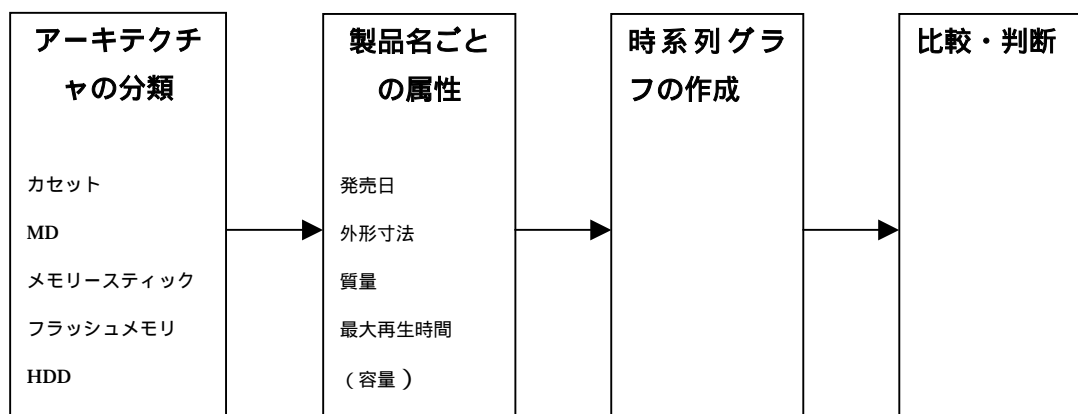 アーキテクチ
ャの分類
カセット
MD
メモリースティック
フラッシュメモリ
HDD
製品名ごと
の属性
発売日
外形寸法
質量
最大再生時間
（容量）
時系列グラ
フの作成
比較・判断